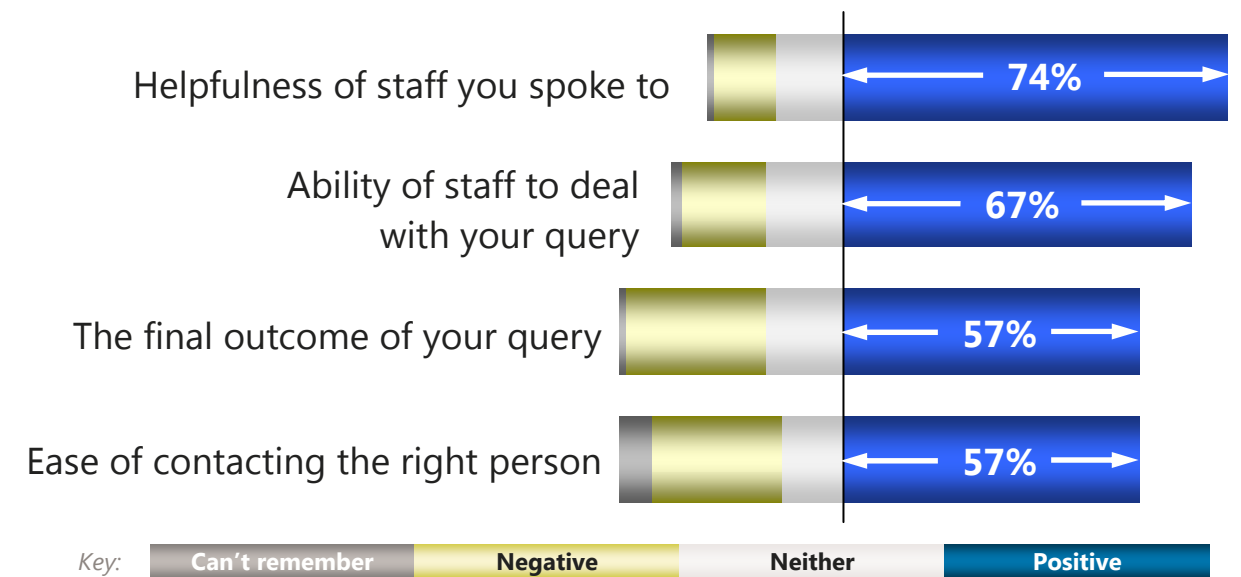 Helpfulness of staff you spoke to
74%
Ability of staff to deal
with your query
67%
The final outcome of your query
57%
Ease of contacting the right person
57%
Key: Can’t remember Negative Neither Positive